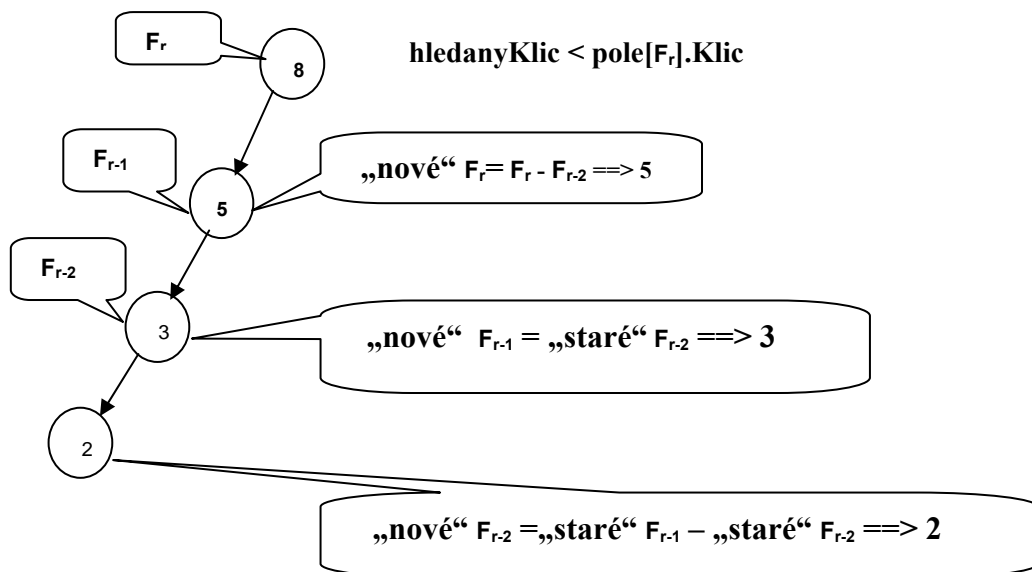 Fr
8
hledanyKlic < pole[Fr].Klic
Fr-1
5
„nové“ Fr= Fr - Fr-2 ==> 5
Fr-2
3
„nové“ Fr-1 = „staré“ Fr-2 ==> 3
2
„nové“ Fr-2 =„staré“ Fr-1 – „staré“ Fr-2 ==> 2